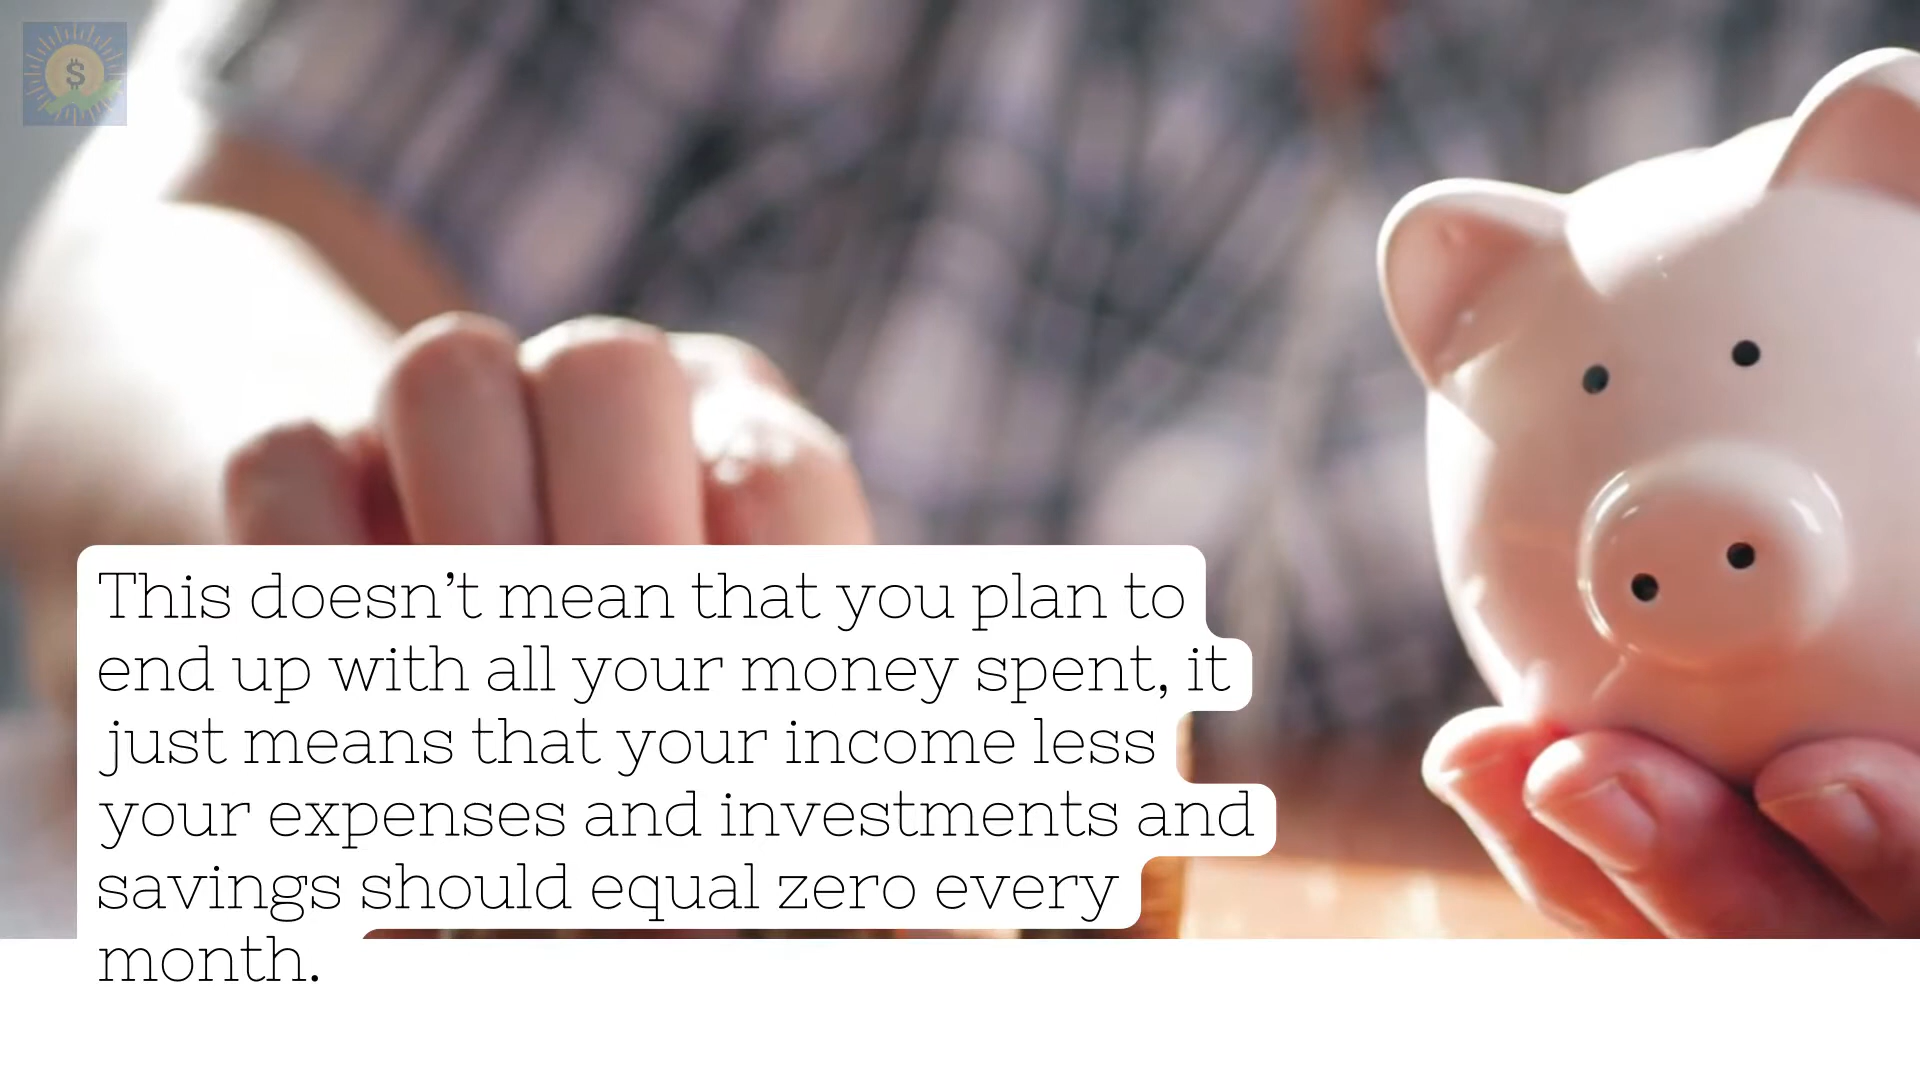 $
This doesn’t mean that you plan to
end up with all your money spent, it
just means that your income less
your expenses and investments and
savings should equal zero every
month.